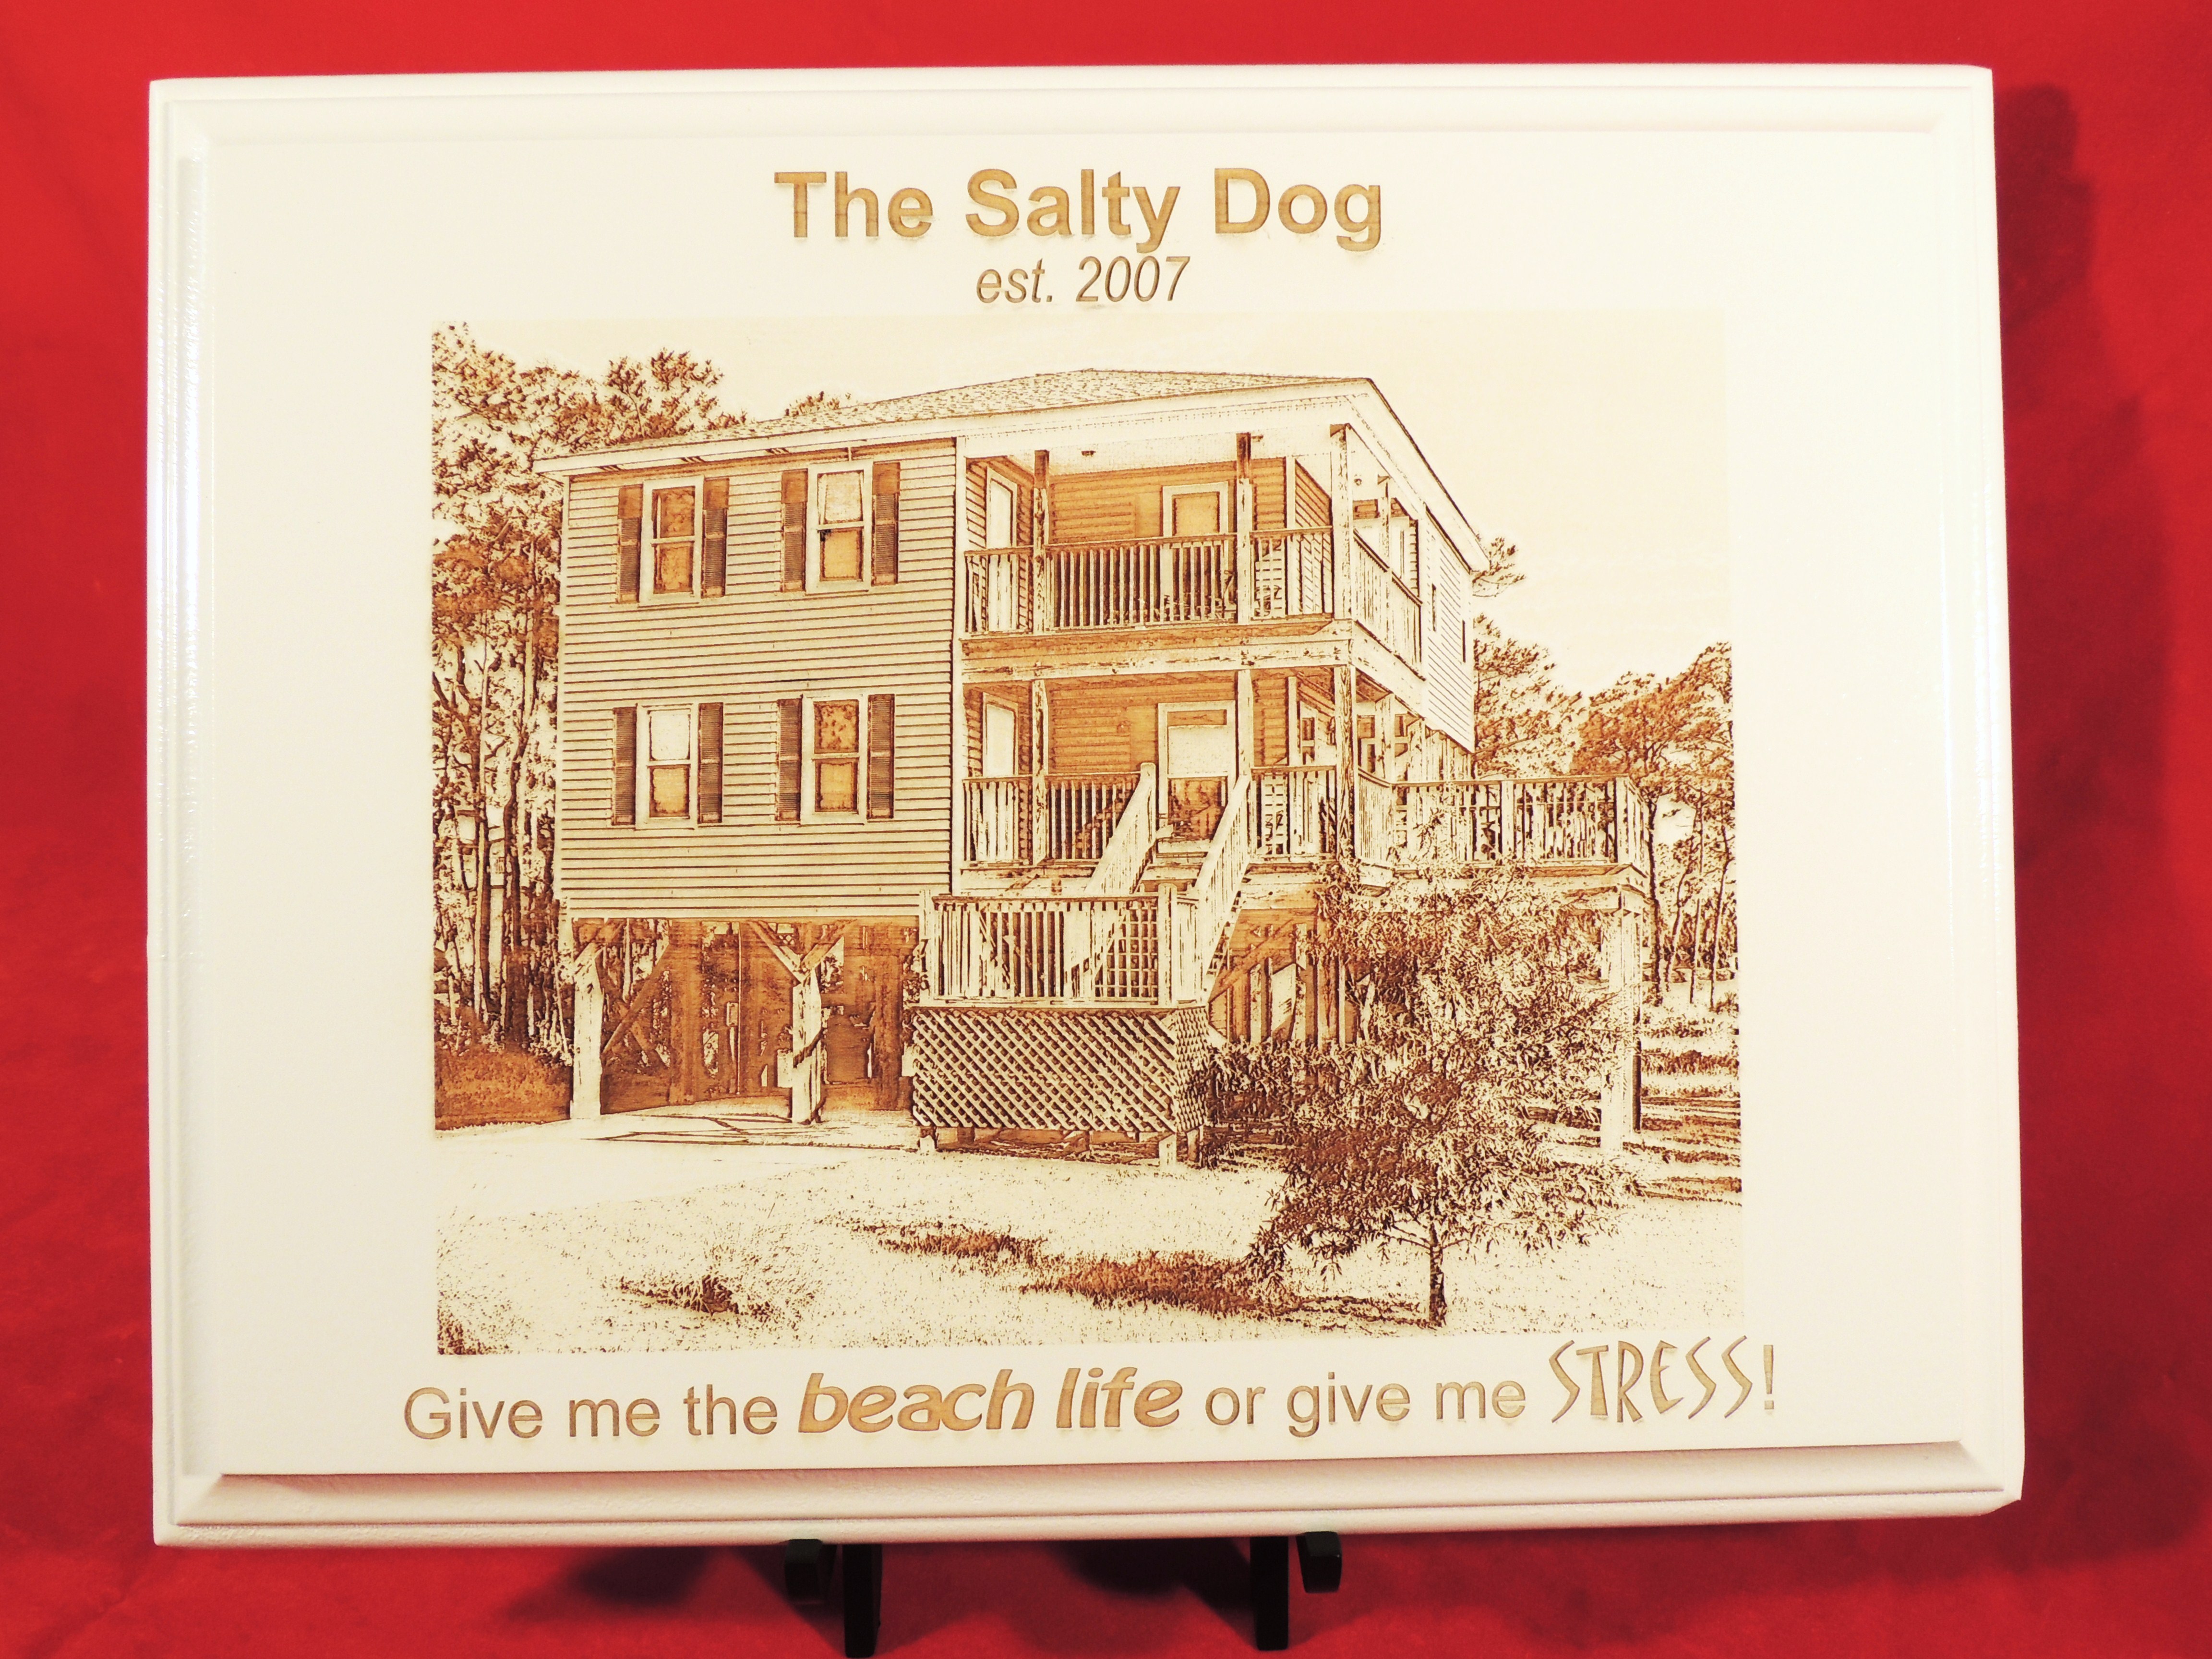 The Salty Dog
est. 2007
Give me the beach life or give me STRESS!